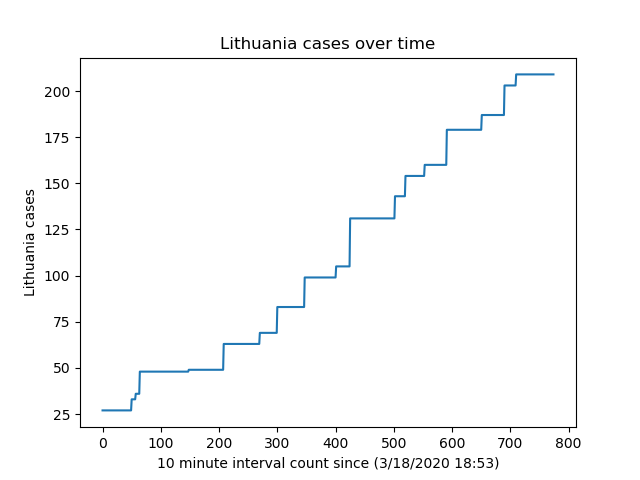 Lithuania cases over time
200
175
150
125
100
75
50
25
Lithuania cases
0 100 200 300 400 500 600 700 800
10 minute interval count since (3/18/2020 18:53)